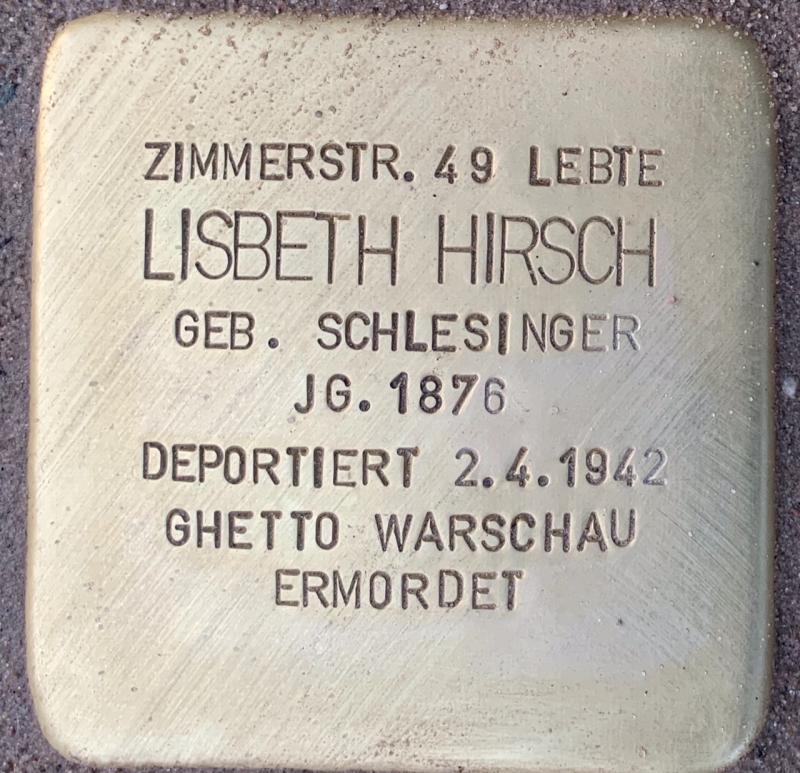 ZIMMERSTR. 49 LEBTE
LISBETH HIRSCH
GEB. SCHLESINGER
JG. 1876
DEPORTIERT 2.4.1942
GHETTO WARSCHAU
ERMORDET